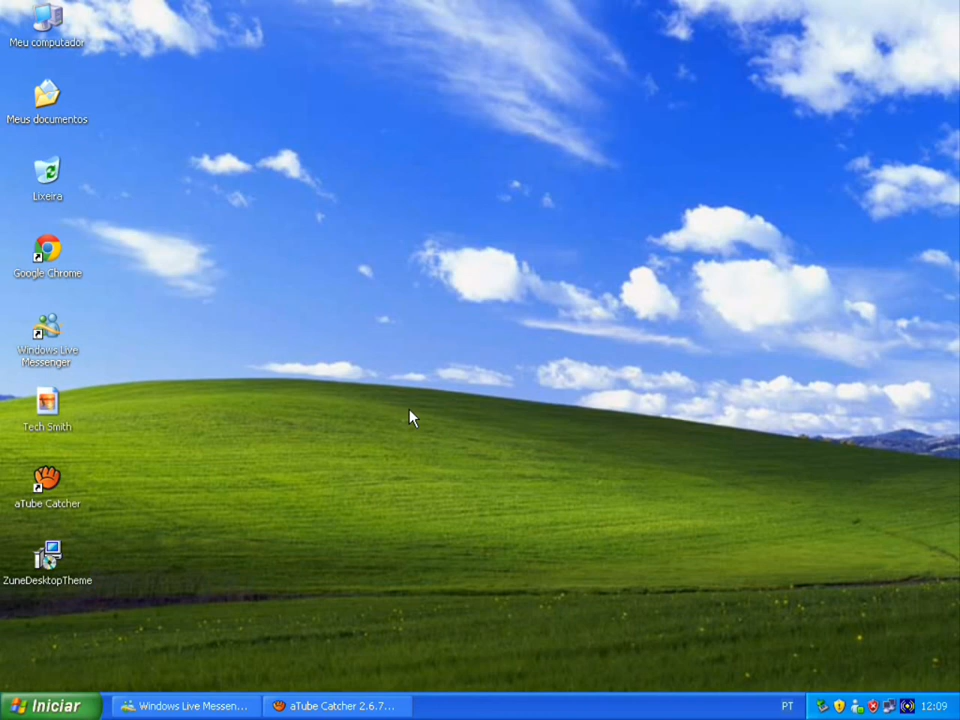 Meu computador
Meus documentos
Lixeira
Google Chrome
Windows Live
Messenger
Tech Smith
aTube Catcher
ZuneDesktopTheme
Iniciar
Windows Live Messen...
aTube Catcher 2.6.7...
PT
12:09